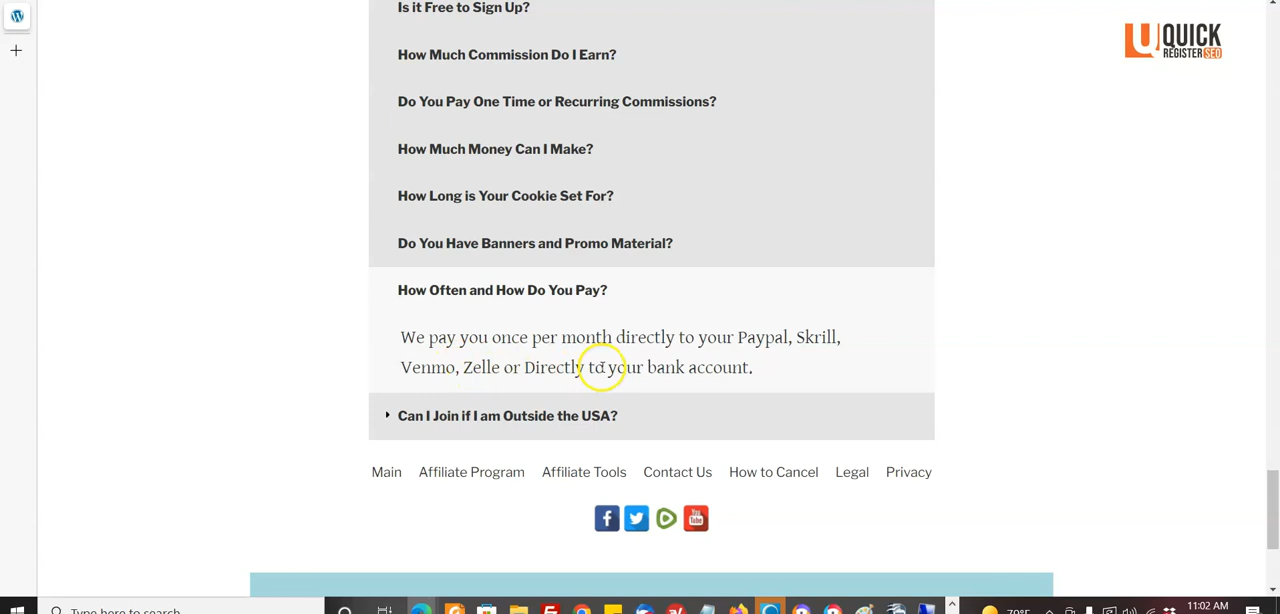 Is it Free to Sign Up?
QUICK
REGISTER SEO
How Much Commission Do I Earn?
Do You Pay One Time or Recurring Commissions?
How Much Money Can I Make?
How Long is Your Cookie Set For?
Do You Have Banners and Promo Material?
How Often and How Do You Pay?
We pay you once per month directly to your Paypal, Skrill,
Venmo, Zelle or Directly to your bank account.
Can I Join if I am Outside the USA?
Main Affiliate Program Affiliate Tools Contact Us How to Cancel Legal Privacy
You Tube
Type here to search
70°F
11:02 AM